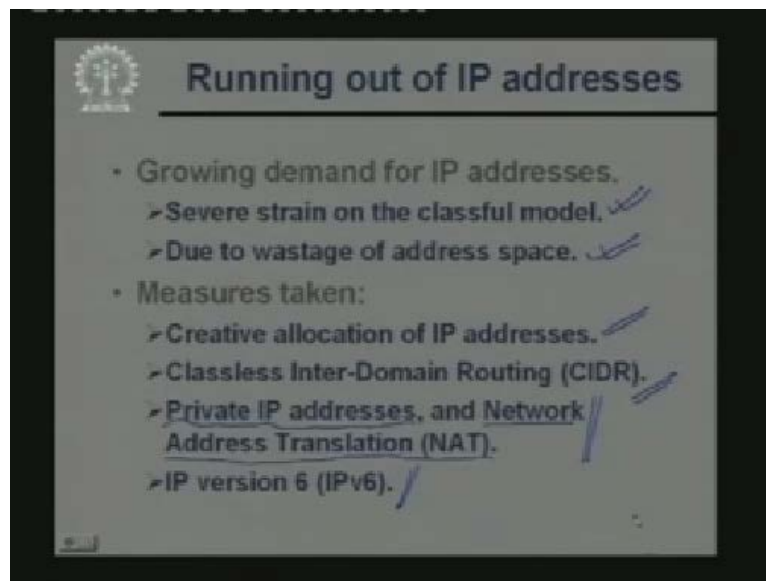 Running out of IP addresses
• Growing demand for IP addresses.
➢Severe strain on the classful model.
➢Due to wastage of address space.
• Measures taken:
➢Creative allocation of IP addresses.
➢Classless Inter-Domain Routing (CIDR).
➢Private IP addresses, and Network
Address Translation (NAT).
➢IP version 6 (IPv6).